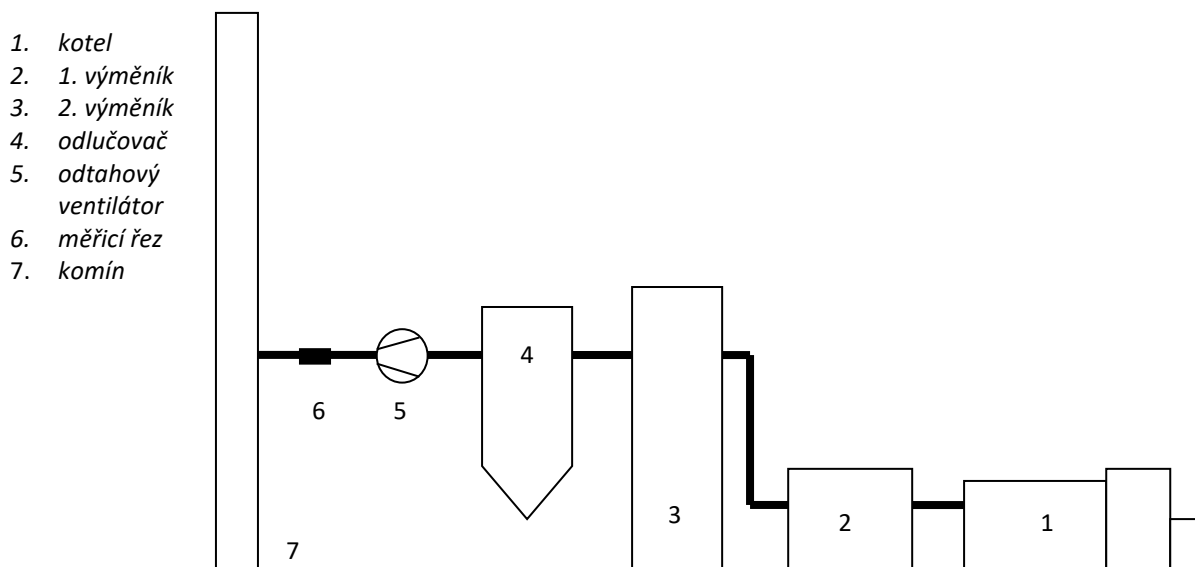 1. kotel
2. 1. výměník
3. 2. výměník
4. odlučovač
5. odtahový
ventilátor
6. měřicí řez
7. komín
4
6
5
3
2
1
7